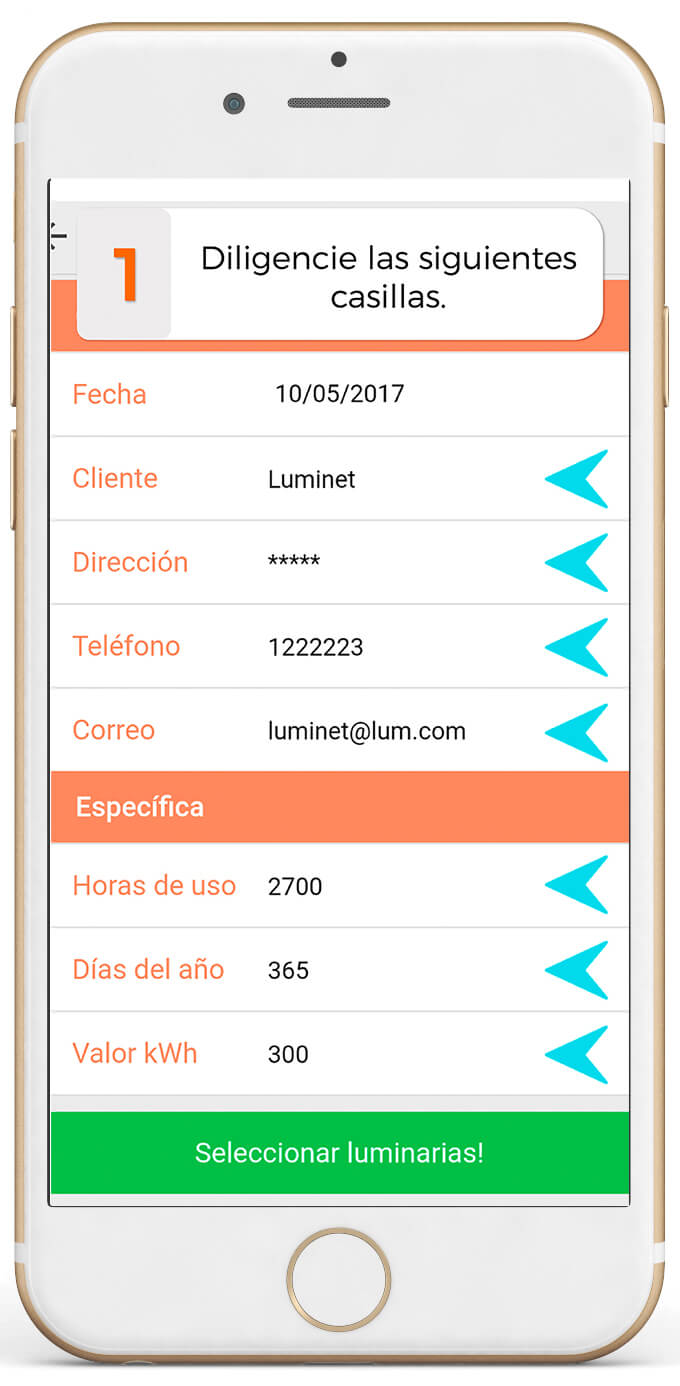 1
Diligencie las siguientes
casillas.
Fecha 10/05/2017
Cliente Luminet
Dirección *****
Teléfono 1222223
Correo luminet@lum.com
Específica
Horas de uso 2700
Días del año 365
Valor kWh 300
Seleccionar luminarias!